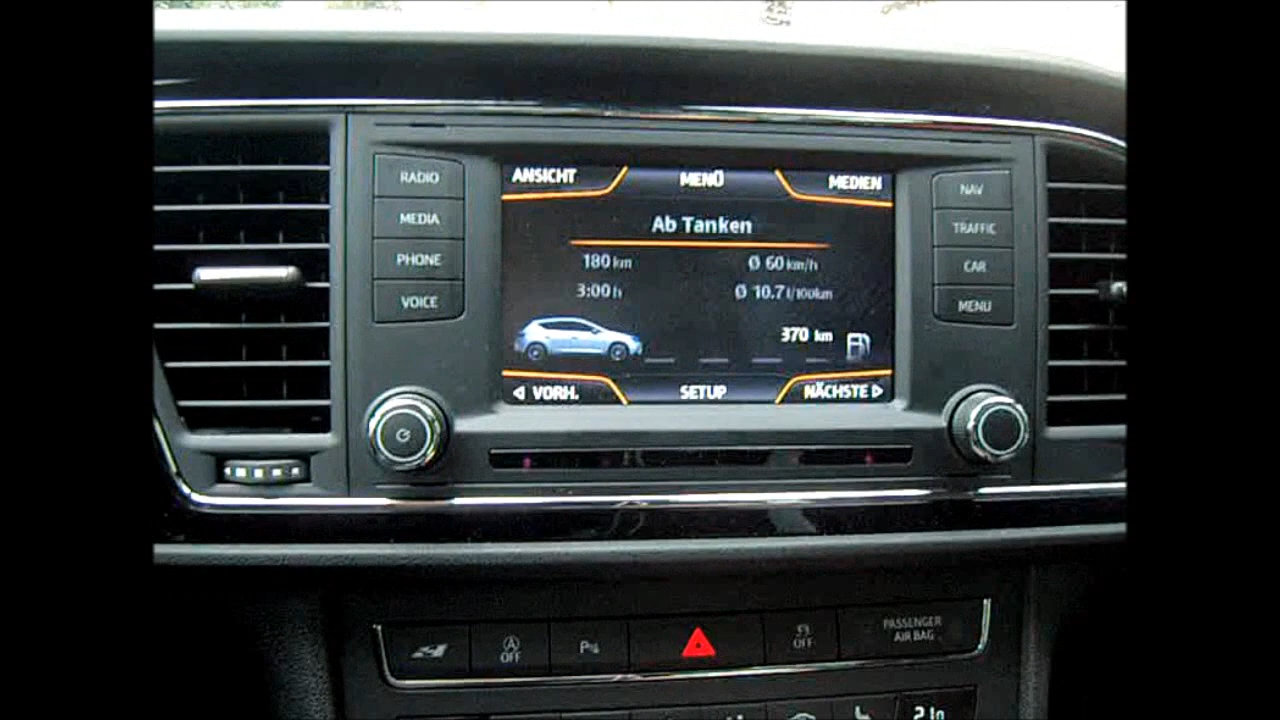 RADIO
MEDIA
PHONE
VOICE
ANSICHT MENÜ MEDIEN
Ab Tanken
180 km Ø 60 km/h
3:00 h Ø 10.7 l/100km
370 km
◁ VORH. SETUP NÄCHSTE ▷
NAV
TRAFFIC
CAR
MENU
A OFF
P
OFF
PASSENGER
AIR BAG